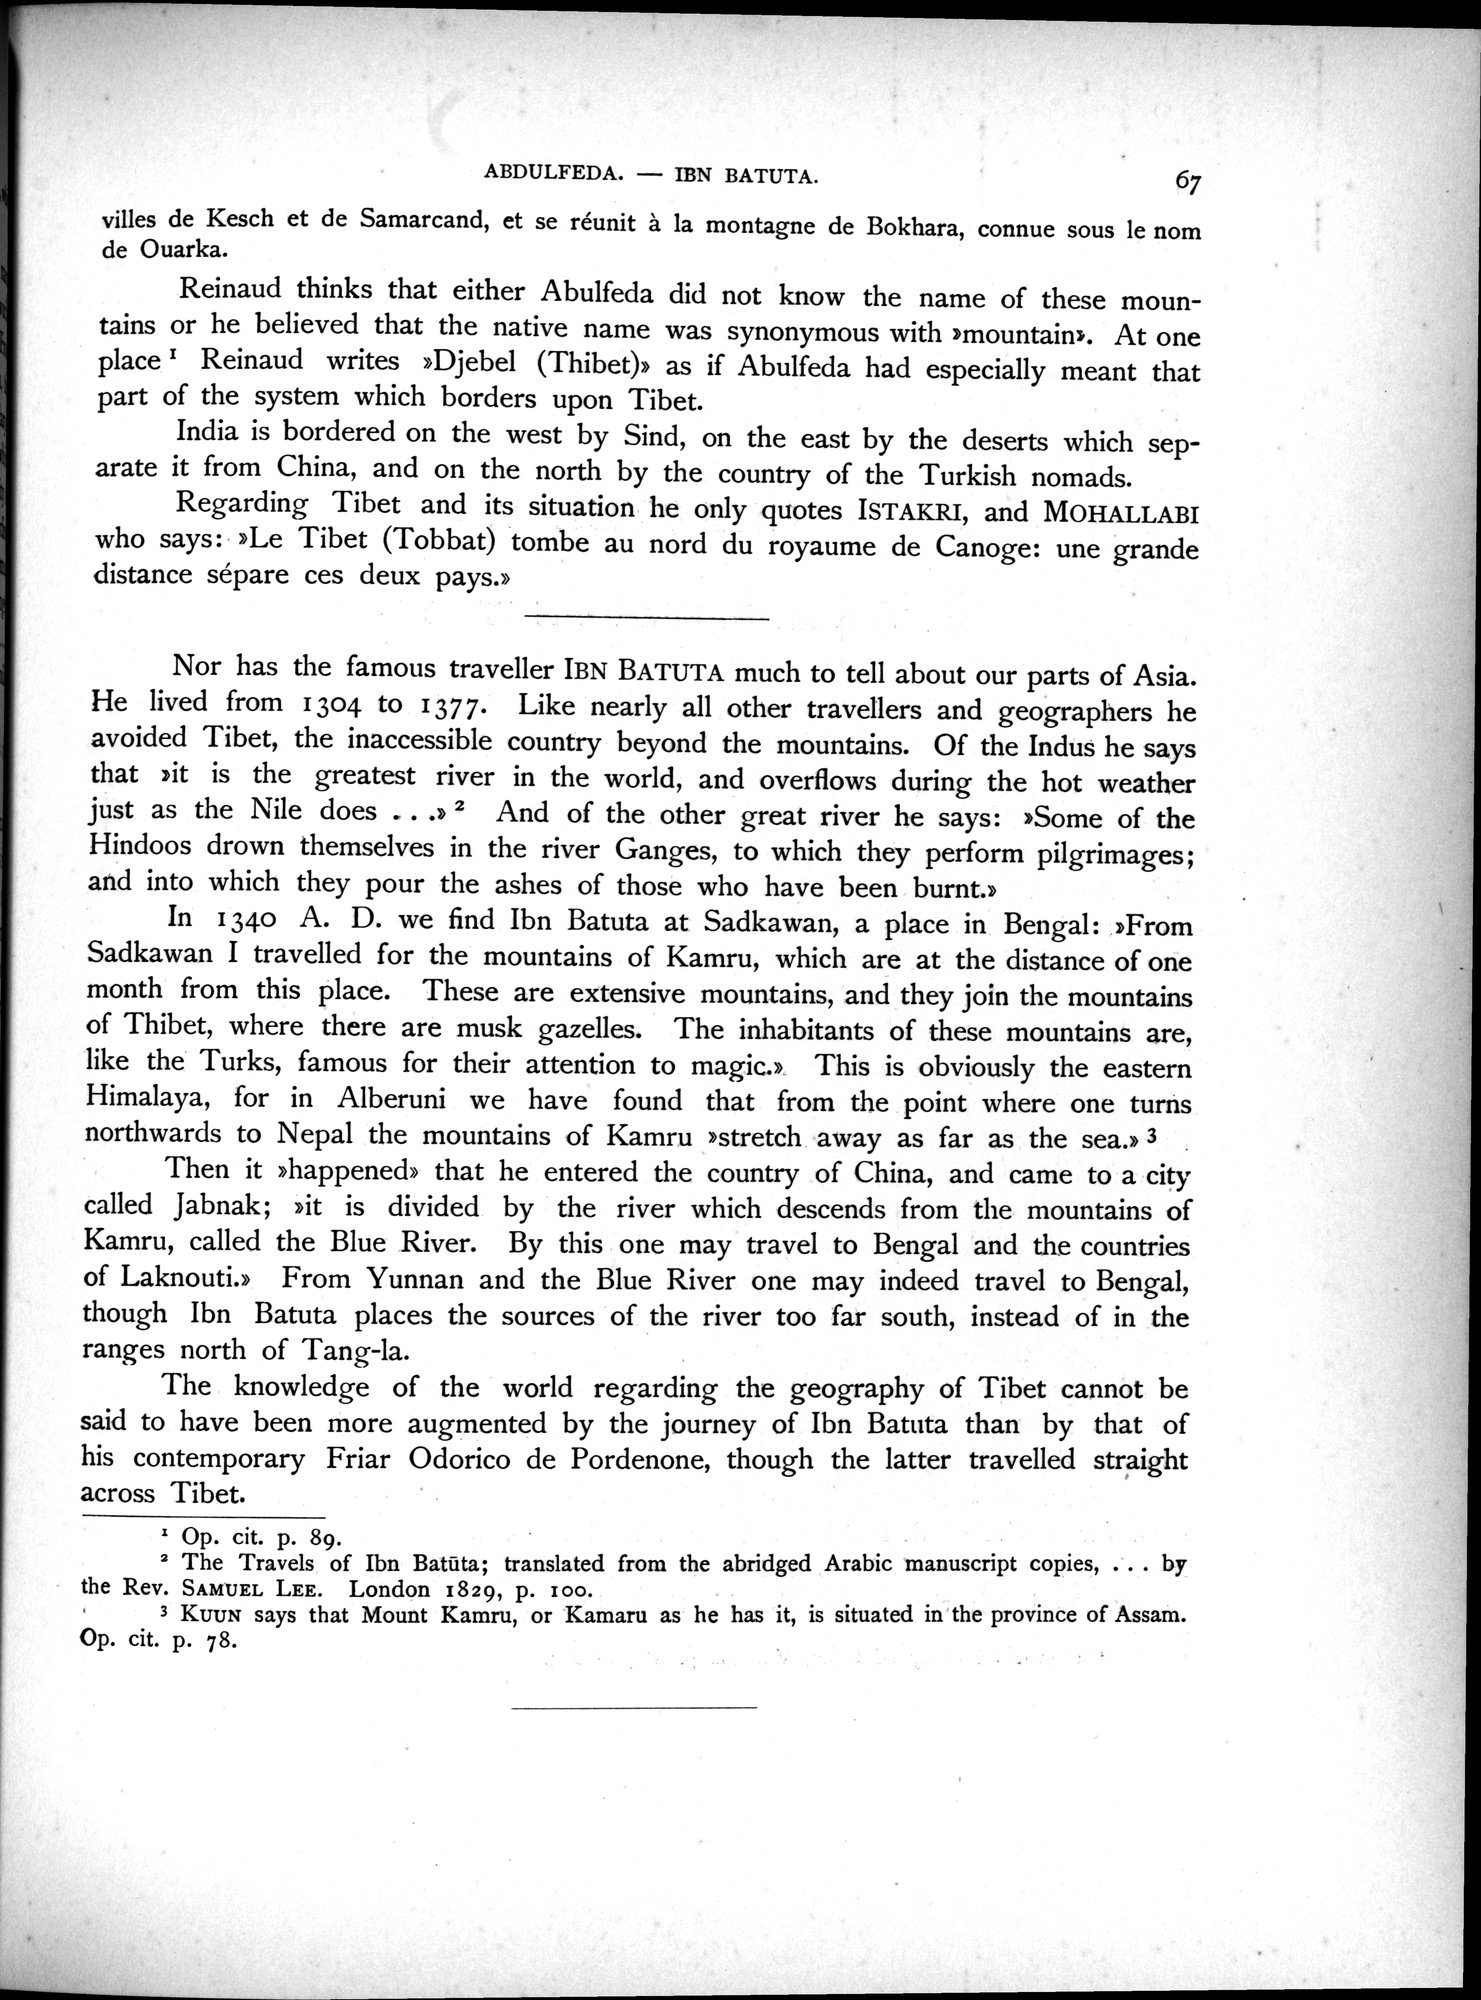 ABDULFEDA. — IBN BATUTA. 67
villes de Kesch et de Samarcand, et se réunit à la montagne de Bokhara, connue sous le nom
de Ouarka.
Reinaud thinks that either Abulfeda did not know the name of these moun-
tains or he believed that the native name was synonymous with »mountain». At one
place ¹ Reinaud writes »Djebel (Thibet)» as if Abulfeda had especially meant that
part of the system which borders upon Tibet.
India is bordered on the west by Sind, on the east by the deserts which sep-
arate it from China, and on the north by the country of the Turkish nomads.
Regarding Tibet and its situation he only quotes ISTAKRI, and MOHALLABI
who says: »Le Tibet (Tobbat) tombe au nord du royaume de Canoge: une grande
distance sépare ces deux pays.»
Nor has the famous traveller IBN BATUTA much to tell about our parts of Asia.
He lived from 1304 to 1377. Like nearly all other travellers and geographers he
avoided Tibet, the inaccessible country beyond the mountains. Of the Indus he says
that »it is the greatest river in the world, and overflows during the hot weather
just as the Nile does . . .» ² And of the other great river he says: »Some of the
Hindoos drown themselves in the river Ganges, to which they perform pilgrimages;
and into which they pour the ashes of those who have been burnt.»
In 1340 A. D. we find Ibn Batuta at Sadkawan, a place in Bengal: »From
Sadkawan I travelled for the mountains of Kamru, which are at the distance of one
month from this place. These are extensive mountains, and they join the mountains
of Thibet, where there are musk gazelles. The inhabitants of these mountains are,
like the Turks, famous for their attention to magic.» This is obviously the eastern
Himalaya, for in Alberuni we have found that from the point where one turns
northwards to Nepal the mountains of Kamru »stretch away as far as the sea.» ³
Then it »happened» that he entered the country of China, and came to a city
called Jabnak; »it is divided by the river which descends from the mountains of
Kamru, called the Blue River. By this one may travel to Bengal and the countries
of Laknouti.» From Yunnan and the Blue River one may indeed travel to Bengal,
though Ibn Batuta places the sources of the river too far south, instead of in the
ranges north of Tang-la.
The knowledge of the world regarding the geography of Tibet cannot be
said to have been more augmented by the journey of Ibn Batuta than by that of
his contemporary Friar Odorico de Pordenone, though the latter travelled straight
across Tibet.
¹ Op. cit. p. 89.
² The Travels of Ibn Batūta; translated from the abridged Arabic manuscript copies, . . . by
the Rev. SAMUEL LEE. London 1829, p. 100.
³ KUUN says that Mount Kamru, or Kamaru as he has it, is situated in the province of Assam.
Op. cit. p. 78.